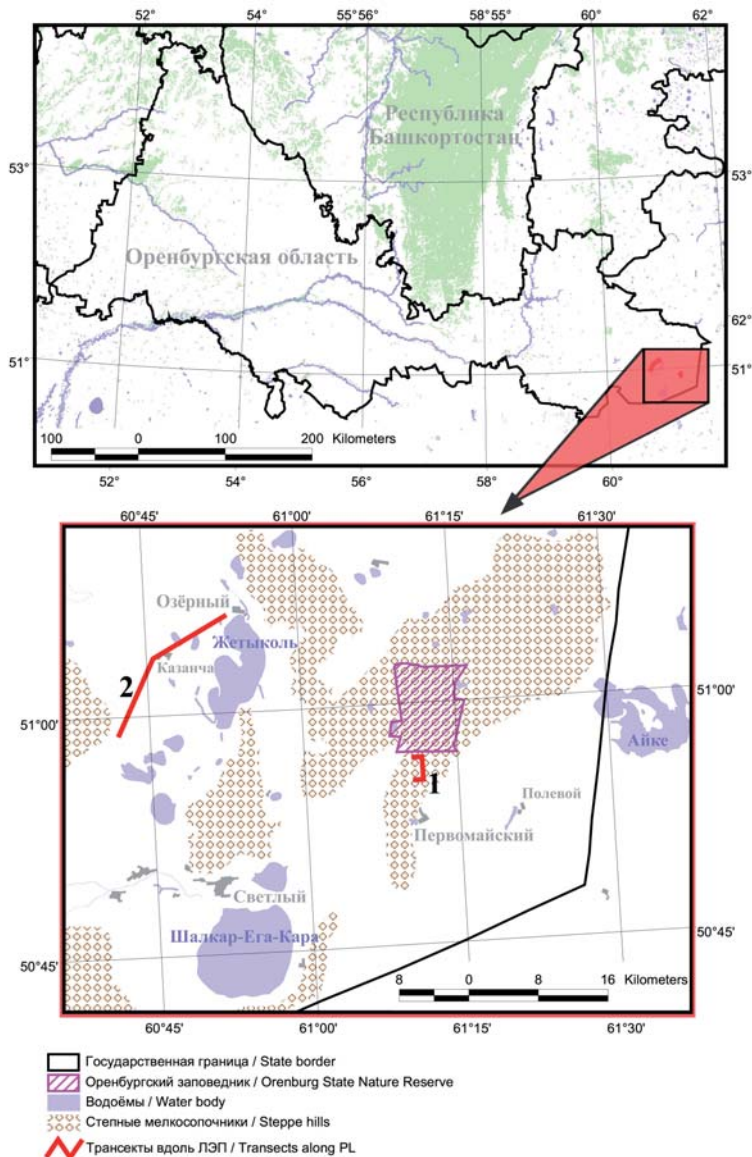 52°
54°
55°56°
58°55°
60°
62°
Республика
Башкортостан
53°
53°
Оренбургская область
62°
51°
51°
100 0 100 200 Kilometers
52°
54°
56°
58°
60°
60°45'
61°00'
61°15'
61°30'
Озёрный
Жетыколь
Казанча
2
51°00'
51°00'
Айке
1
Полевой
Первомайский
Светлый
Шалкар-Ега-Кара
50°45'
50°45'
8 0 8 16 Kilometers
60°45'
61°00'
61°15'
61°30'
Государственная граница / State border
Оренбургский заповедник / Orenburg State Nature Reserve
Водоёмы / Water body
Степные мелкосопочники / Steppe hills
Трансекты вдоль ЛЭП / Transects along PL